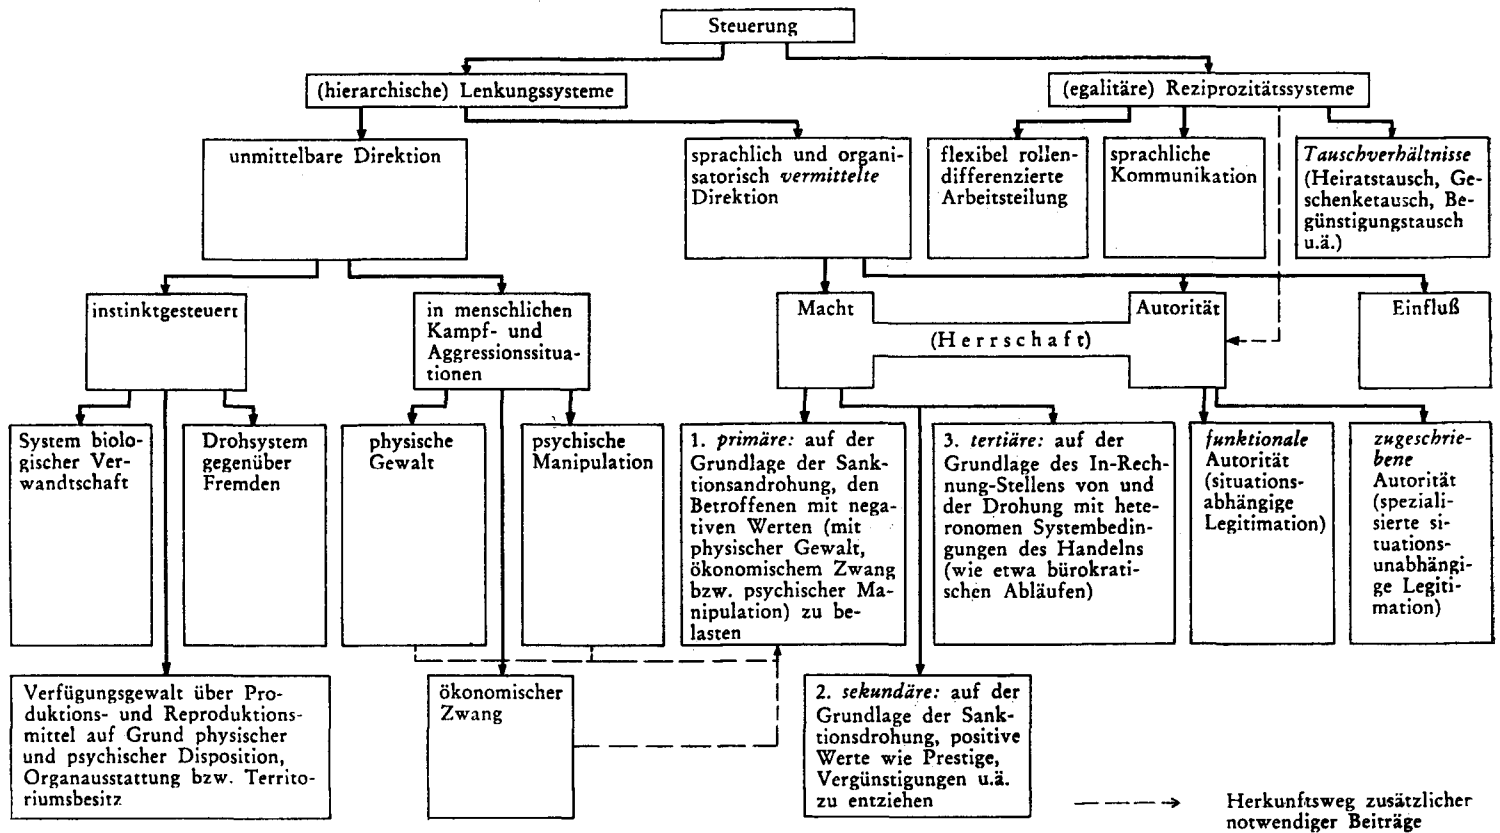 Steuerung
(hierarchische) Lenkungssysteme
(egalitäre) Reziprozitätssysteme
unmittelbare Direktion
sprachlich und organi-
satorisch vermittelte
Direktion
flexibel rollen-
differenzierte
Arbeitsteilung
sprachliche
Kommunikation
Tauschverhältnisse
(Heiratstausch, Ge-
schenketausch, Be-
günstigungstausch
u.ä.)
instinktgesteuert
in menschlichen
Kampf- und
Aggressionssitua-
tionen
Macht
(Herrschaft)
Autorität
Einfluß
System biolo-
gischer Ver-
wandtschaft
Drohsystem
gegenüber
Fremden
physische
Gewalt
psychische
Manipulation
1. primäre: auf der
Grundlage der Sank-
tionsandrohung, den
Betroffenen mit nega-
tiven Werten (mit
physischer Gewalt,
ökonomischem Zwang
bzw. psychischer Ma-
nipulation) zu be-
lasten
3. tertiäre: auf der
Grundlage des In-Rech-
nung-Stellens von und
der Drohung mit hete-
ronomen Systembedin-
gungen des Handelns
(wie etwa bürokrati-
schen Abläufen)
funktionale
Autorität
(situations-
abhängige
Legitimation)
zugeschrie-
bene
Autorität
(speziali-
sierte si-
tuations-
unabhängi-
ge Legiti-
mation)
Verfügungsgewalt über Pro-
duktions- und Reproduktions-
mittel auf Grund physischer
und psychischer Disposition,
Organausstattung bzw. Territo-
riumsbesitz
ökonomischer
Zwang
2. sekundäre: auf der
Grundlage der Sank-
tionsdrohung, positive
Werte wie Prestige,
Vergünstigungen u.ä.
zu entziehen
Herkunftsweg zusätzlicher
notwendiger Beiträge